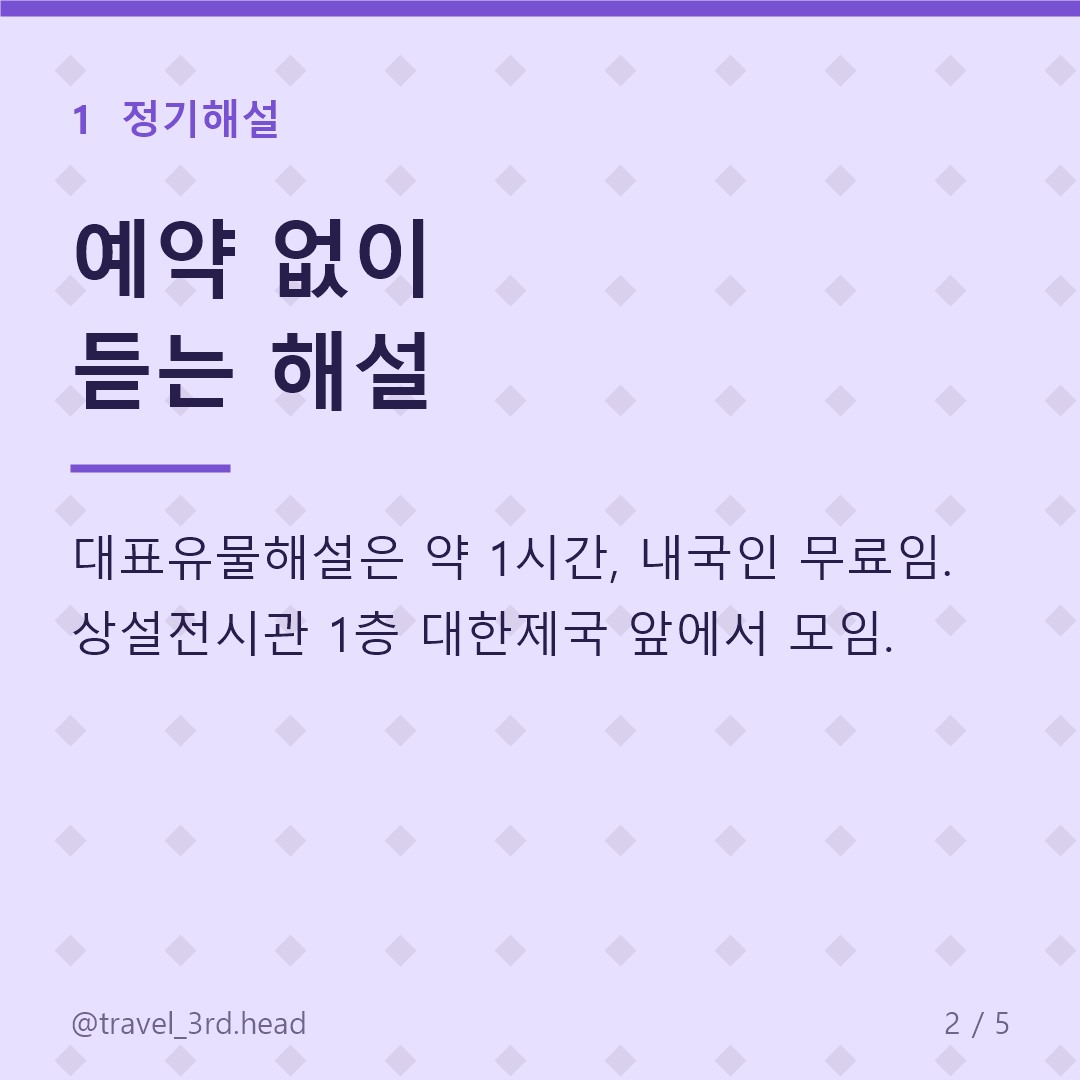 1 정기해설
예약 없이
듣는 해설
대표유물해설은 약 1시간, 내국인 무료임.
상설전시관 1층 대한제국 앞에서 모임.
@travel_3rd.head
2 / 5